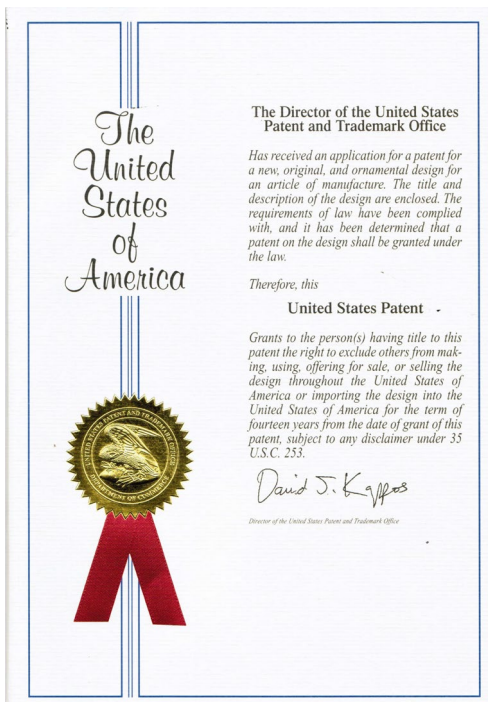 The
United
States
of
America
UNITED STATES PATENT AND TRADEMARK OFFICE
DEPARTMENT OF COMMERCE
The Director of the United States
Patent and Trademark Office
Has received an application for a patent for
a new, original, and ornamental design for
an article of manufacture. The title and
description of the design are enclosed. The
requirements of law have been complied
with, and it has been determined that a
patent on the design shall be granted under
the law.
Therefore, this
United States Patent
Grants to the person(s) having title to this
patent the right to exclude others from mak-
ing, using, offering for sale, or selling the
design throughout the United States of
America or importing the design into the
United States of America for the term of
fourteen years from the date of grant of this
patent, subject to any disclaimer under 35
U.S.C. 253.
David J. Kappos
Director of the United States Patent and Trademark Office